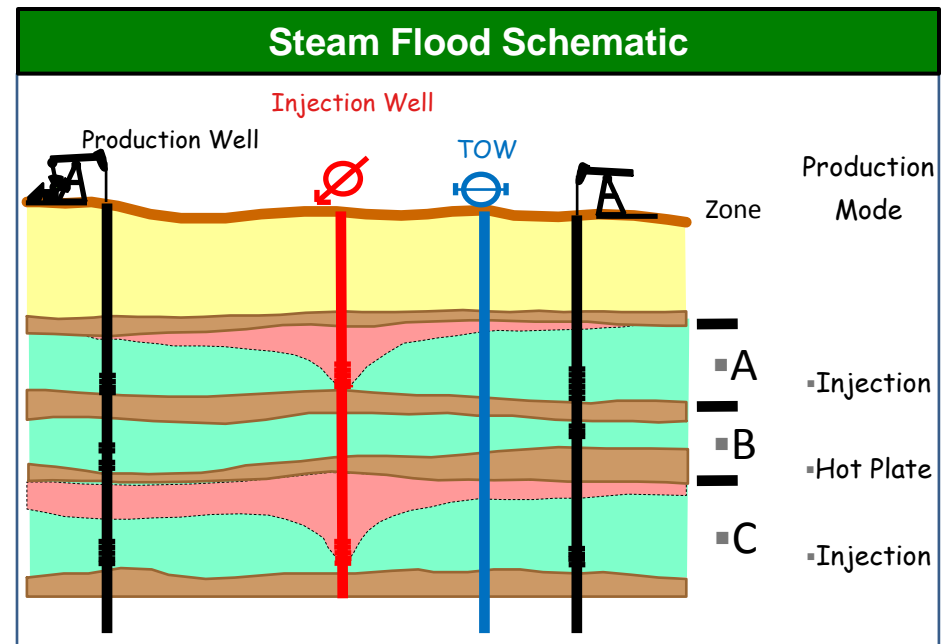 Steam Flood Schematic
Injection Well
Production Well
TOW
Production
Mode
Zone
▪A
▪Injection
▪B
▪Hot Plate
▪C
▪Injection